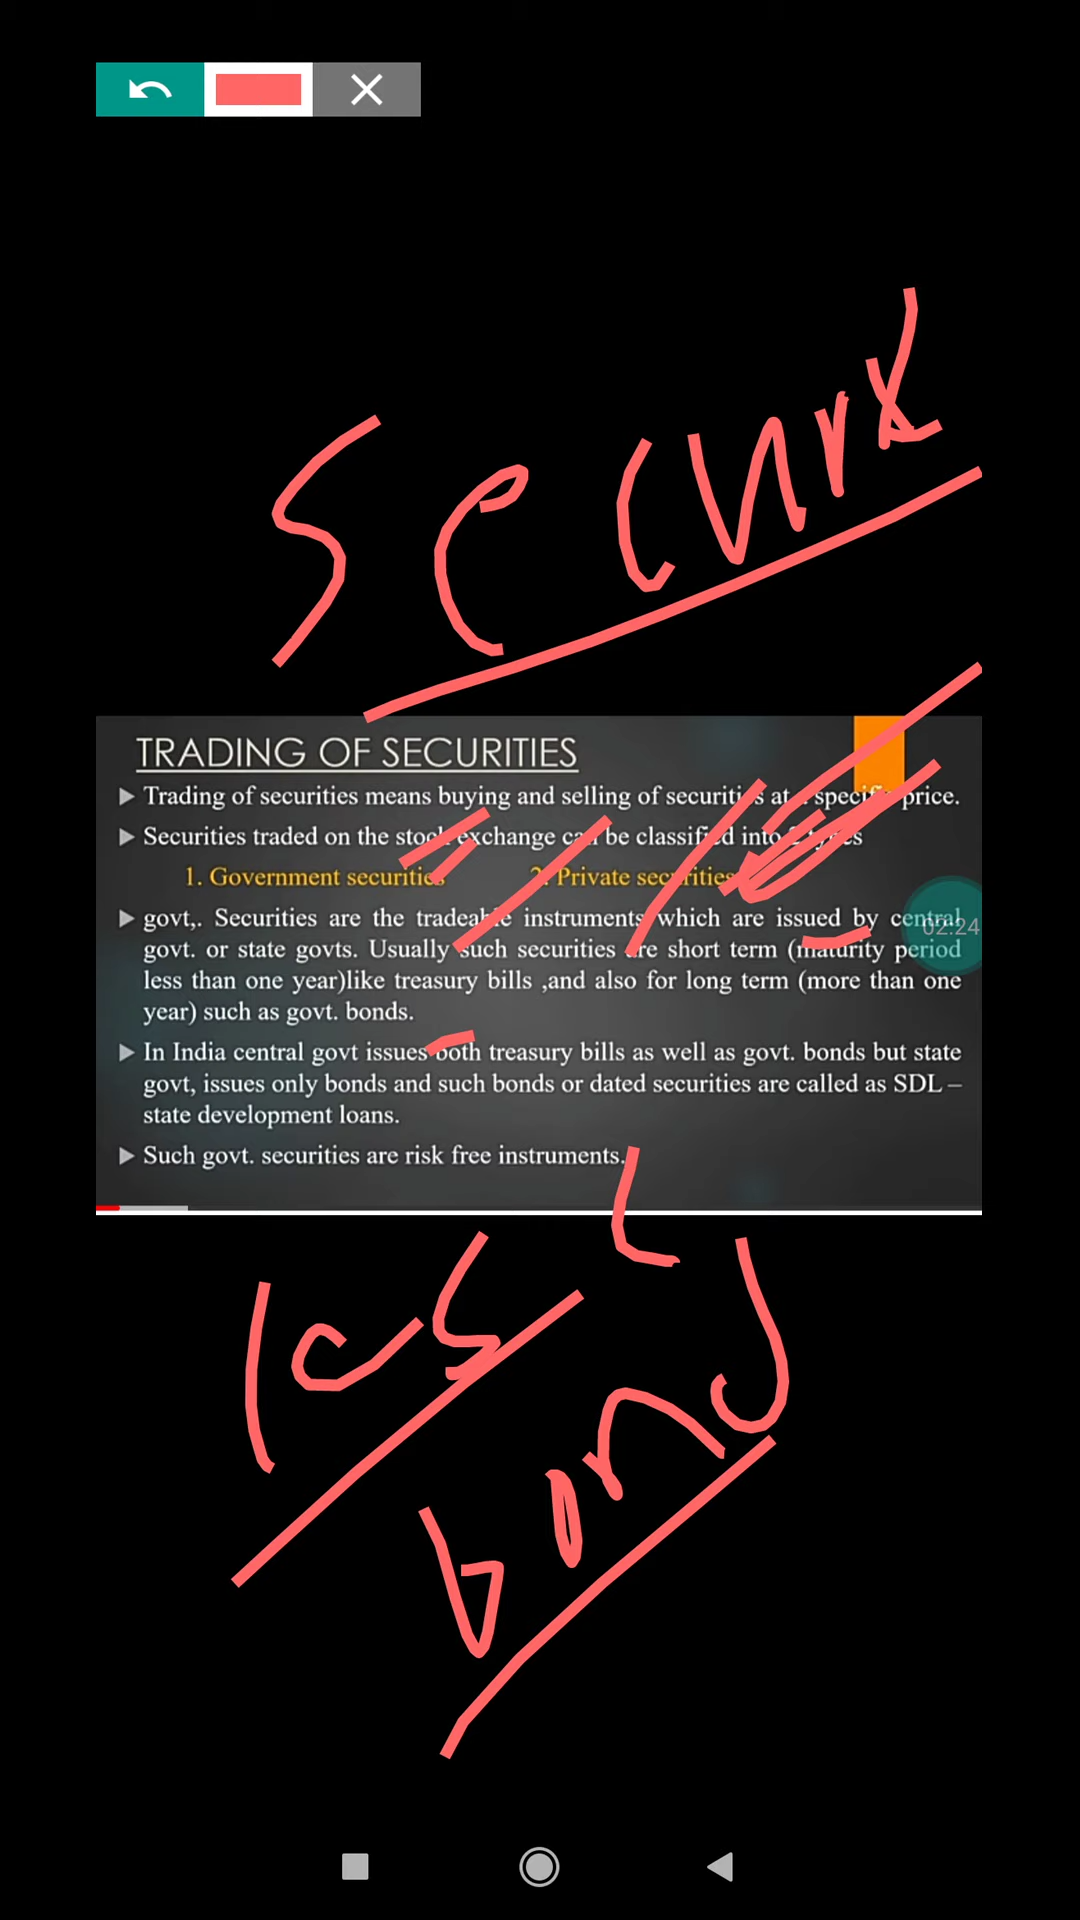 TRADING OF SECURITIES
Trading of securities means buying and selling of securities at a specific price.
Securities traded on the stock exchange can be classified into 2 types
1. Government securities 2. Private securities
govt,. Securities are the tradeable instruments which are issued by central
02:24
govt. or state govts. Usually such securities are short term (maturity period
less than one year)like treasury bills ,and also for long term (more than one
year) such as govt. bonds.
In India central govt issues both treasury bills as well as govt. bonds but state
govt, issues only bonds and such bonds or dated securities are called as SDL –
state development loans.
Such govt. securities are risk free instruments.
bond